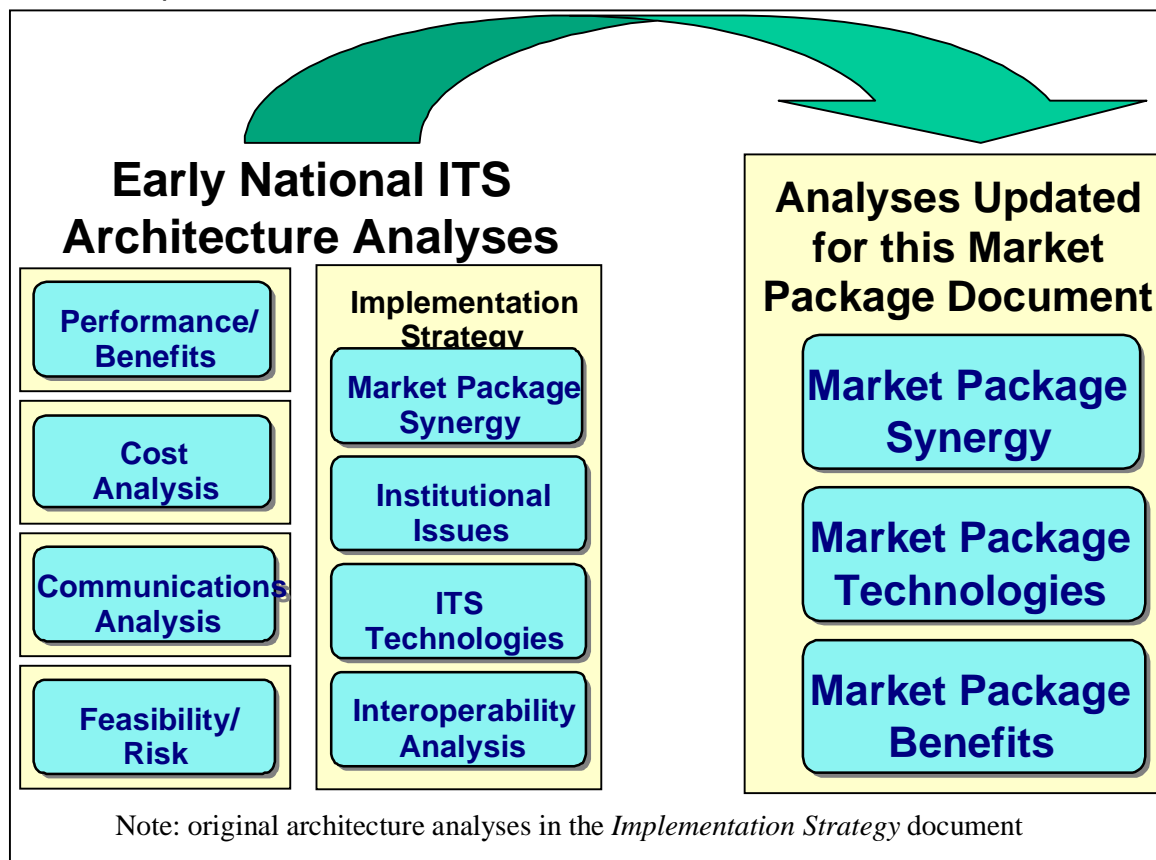 Early National ITS
Architecture Analyses
Performance/
Benefits
Cost
Analysis
Communications
Analysis
Feasibility/
Risk
Implementation
Strategy
Market Package
Synergy
Institutional
Issues
ITS
Technologies
Interoperability
Analysis
Analyses Updated
for this Market
Package Document
Market Package
Synergy
Market Package
Technologies
Market Package
Benefits
Note: original architecture analyses in the Implementation Strategy document